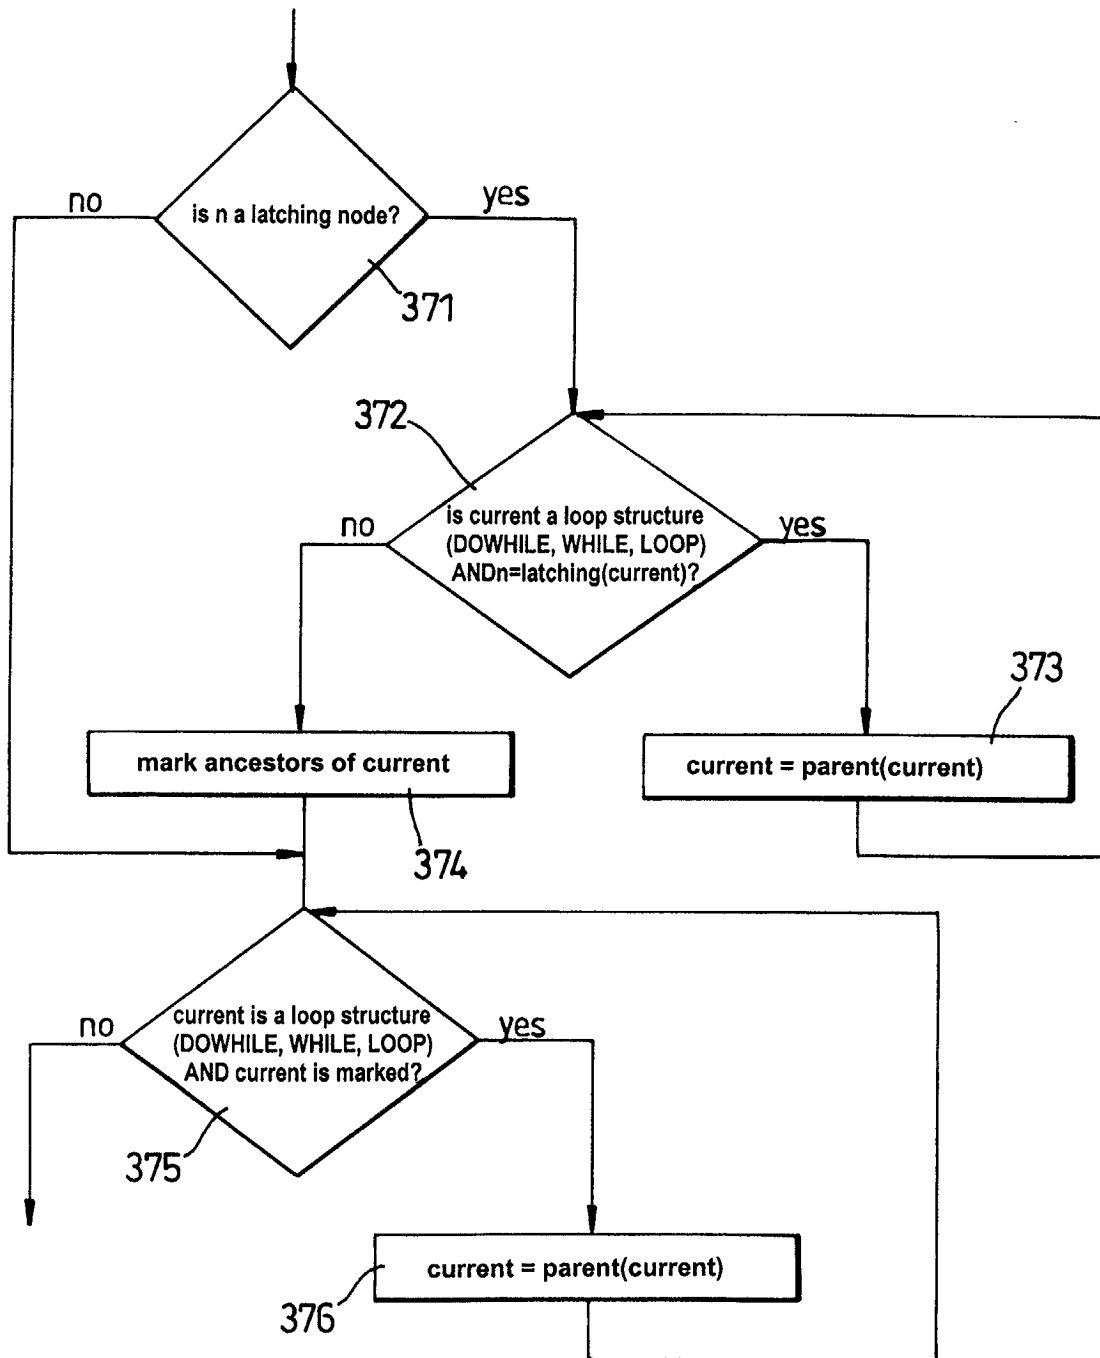 no
yes
is n a latching node?
371
372
no
yes
is current a loop structure
(DOWHILE, WHILE, LOOP)
ANDn=latching(current)?
373
mark ancestors of current
current = parent(current)
374
no
yes
current is a loop structure
(DOWHILE, WHILE, LOOP)
AND current is marked?
375
current = parent(current)
376